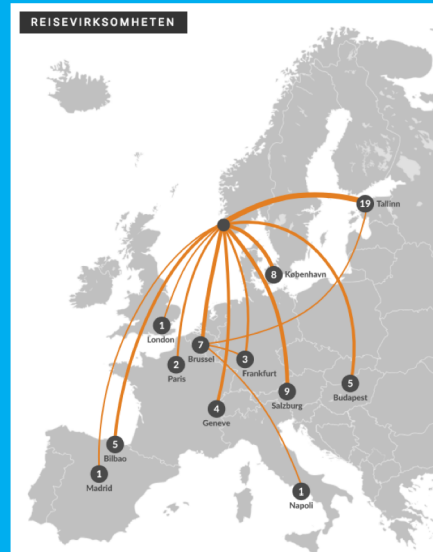 REISEVIRKSOMHETEN
19 Tallinn
8 København
1
London
7
Brussel
2
Paris
3
Frankfurt
5
Budapest
9
Salzburg
4
Geneve
5
Bilbao
1
Madrid
1
Napoli